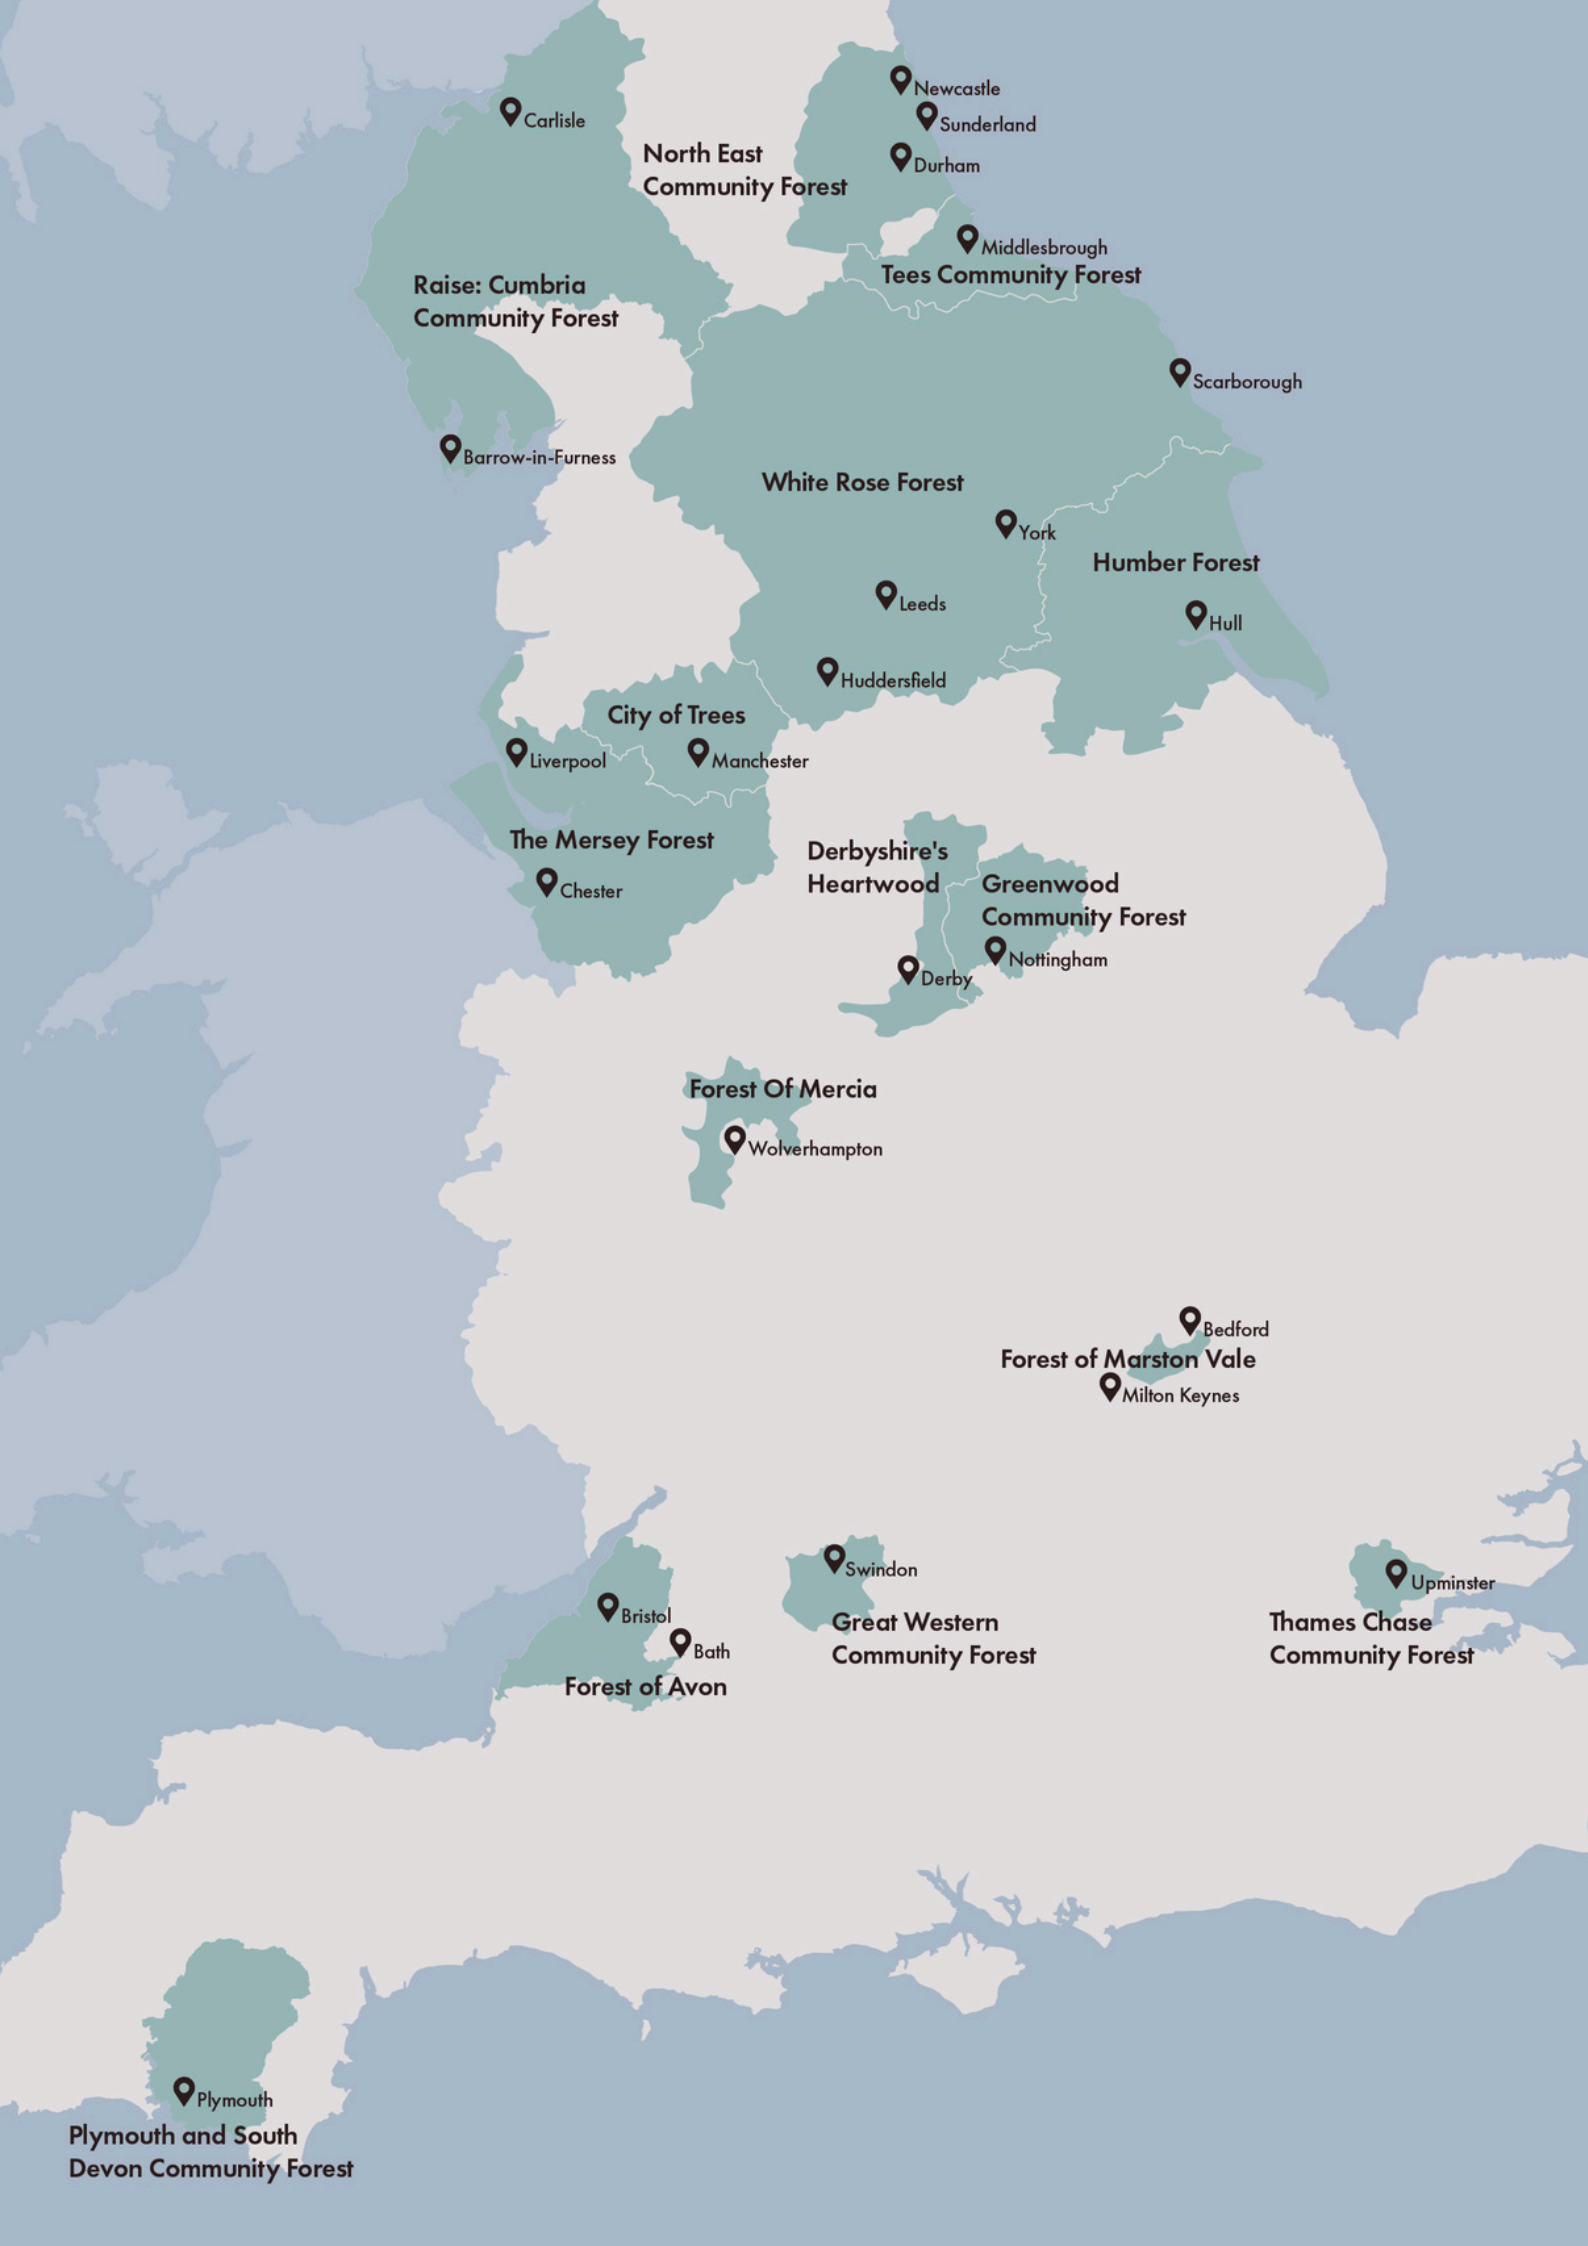 Newcastle
Carlisle
Sunderland
North East
Community Forest
Durham
Middlesbrough
Tees Community Forest
Raise: Cumbria
Community Forest
Scarborough
Barrow-in-Furness
White Rose Forest
York
Humber Forest
Leeds
Hull
Huddersfield
City of Trees
Liverpool
Manchester
The Mersey Forest
Chester
Derbyshire's
Heartwood
Greenwood
Community Forest
Nottingham
Derby
Forest Of Mercia
Wolverhampton
Bedford
Forest of Marston Vale
Milton Keynes
Swindon
Great Western
Community Forest
Upminster
Thames Chase
Community Forest
Bristol
Bath
Forest of Avon
Plymouth
Plymouth and South
Devon Community Forest